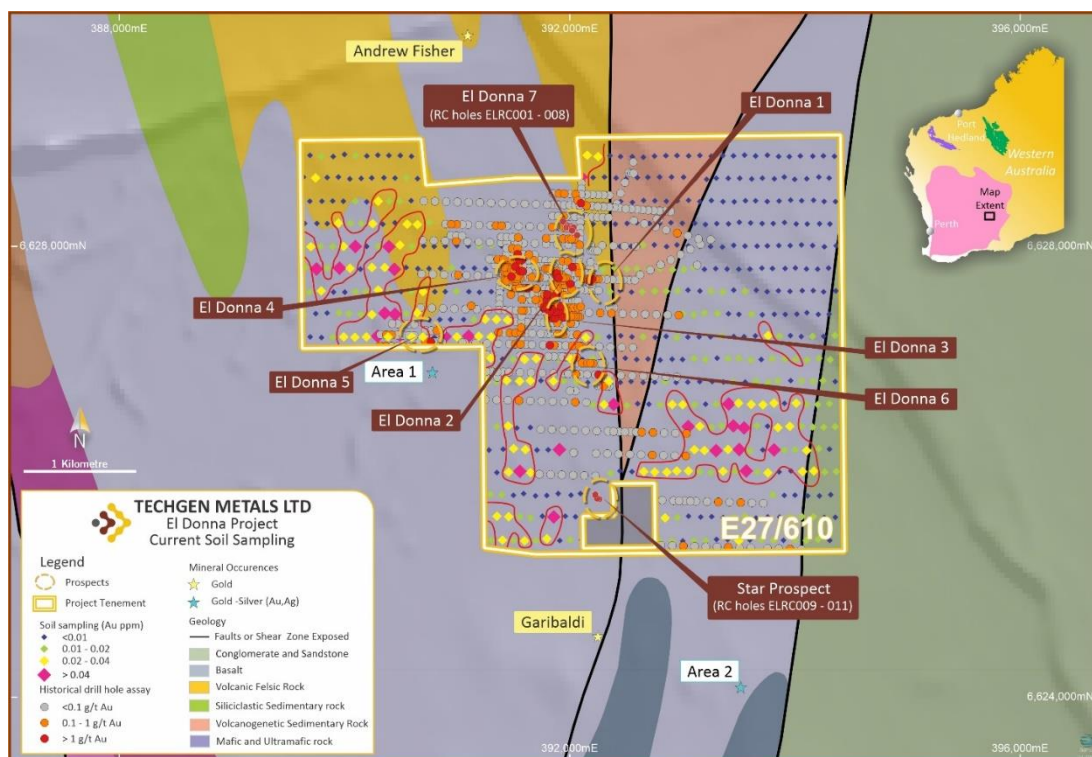 388,000mE
392,000mE
396,000mE
Andrew Fisher
El Donna 7
(RC holes ELRC001 - 008)
El Donna 1
Port
Hedland
Western
Australia
Map
Extent
Perth
6,628,000mN
6,628,000mN
El Donna 4
El Donna 3
El Donna 5
Area 1
El Donna 2
El Donna 6
N
1 Kilometre
E27/610
Star Prospect
(RC holes ELRC009 - 011)
Garibaldi
Area 2
6,624,000mN
TECHGEN METALS LTD
El Donna Project
Current Soil Sampling
Legend
Prospects
Project Tenement
Soil sampling (Au ppm)
<0.01
0.01 - 0.02
0.02 - 0.04
> 0.04
Historical drill hole assay
<0.1 g/t Au
0.1 - 1 g/t Au
> 1 g/t Au
Mineral Occurences
Gold
Gold -Silver (Au,Ag)
Geology
Faults or Shear Zone Exposed
Conglomerate and Sandstone
Basalt
Volcanic Felsic Rock
Siliciclastic Sedimentary rock
Volcanogenetic Sedimentary Rock
Mafic and Ultramafic rock
392,000mE
396,000mE